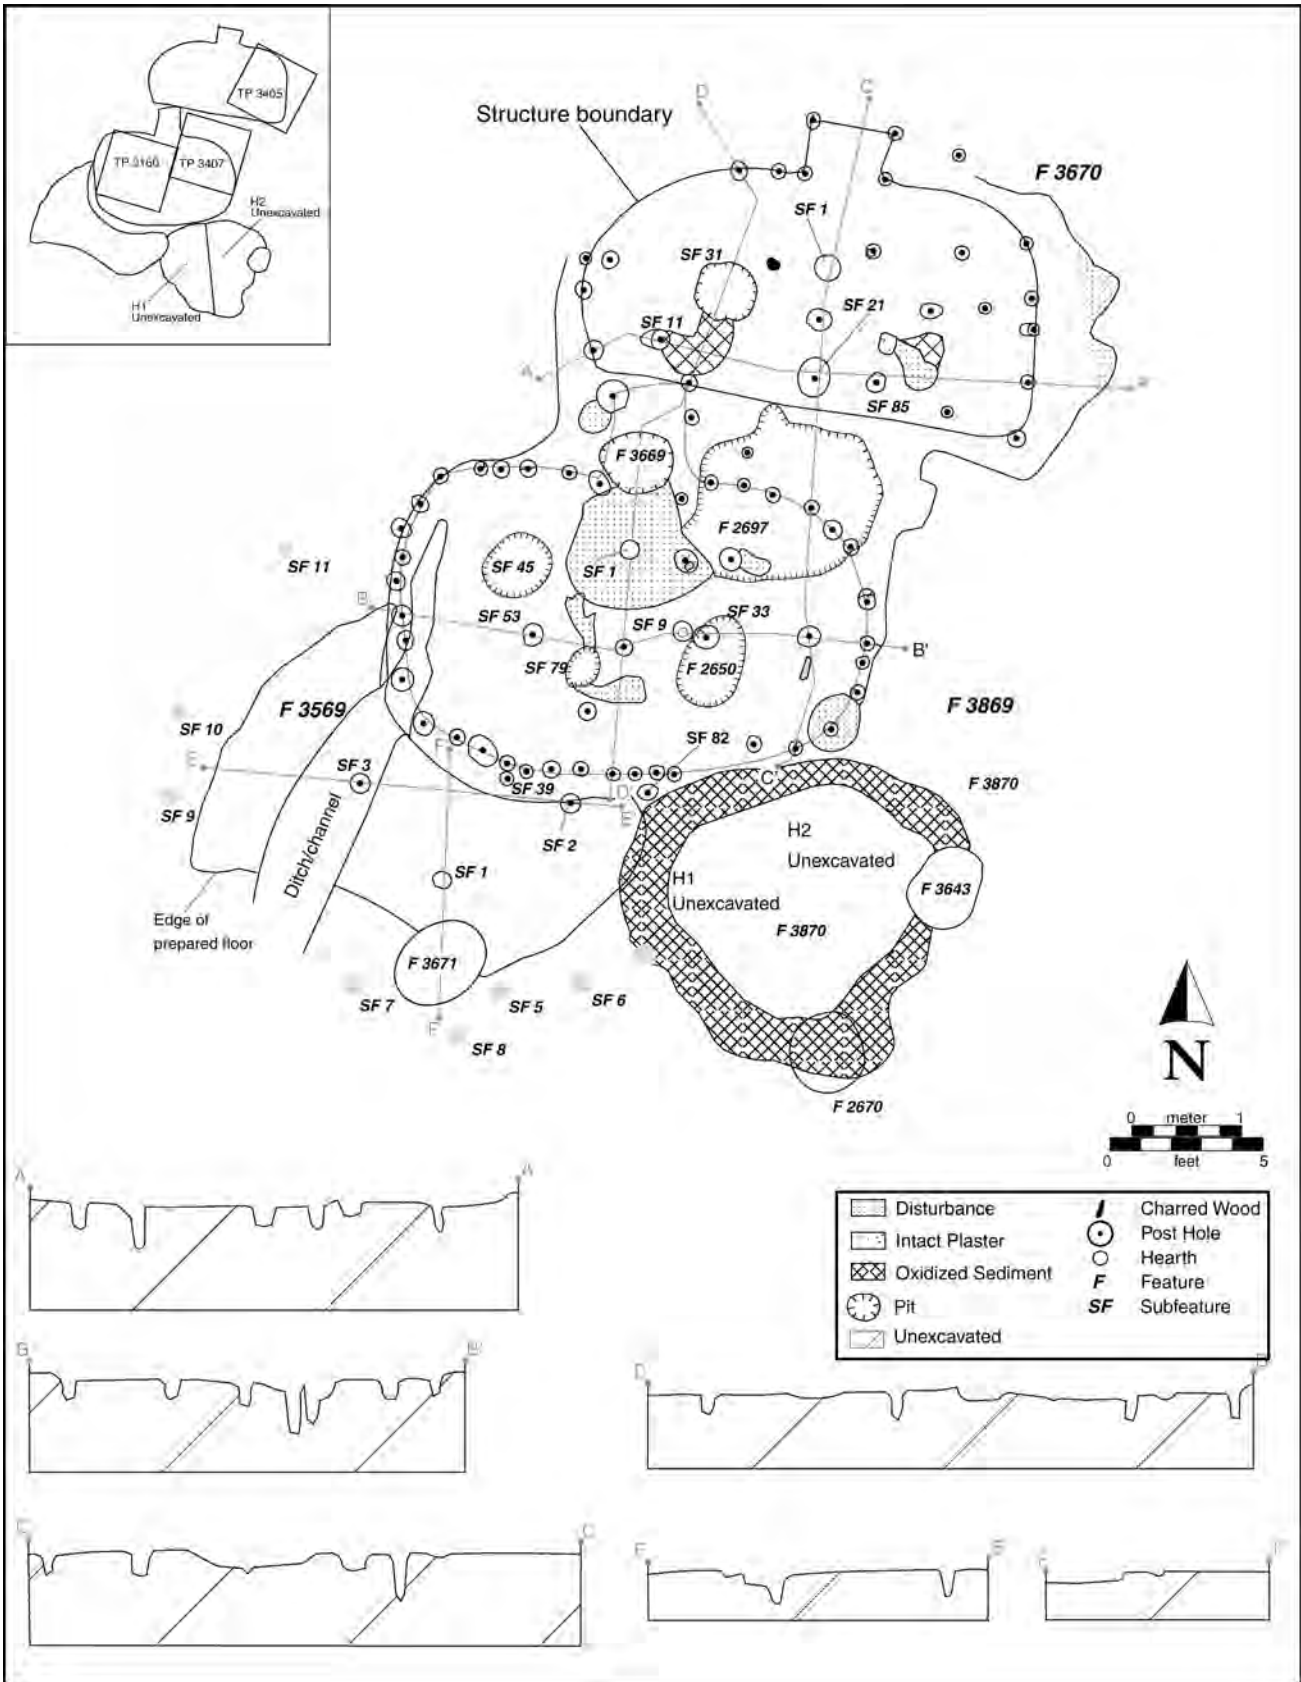 TP 3405
TP 3160
TP 3407
H2
Unexcavated
H1
Unexcavated
D
C
Structure boundary
F 3670
SF 1
SF 31
SF 21
SF 11
A
SF 85
F 3669
F 2697
SF 11
SF 45
SF 1
B
SF 53
SF 9
SF 33
B'
SF 79
F 2650
F 3569
F 3869
SF 10
SF 82
E
SF 3
F
C'
F 3870
SF 39
D'
SF 9
E'
SF 2
H2
Unexcavated
Ditch/channel
SF 1
H1
Unexcavated
F 3643
Edge of
prepared floor
F 3870
F 3671
SF 7
SF 5
SF 6
F'
SF 8
N
F 2670
0 meter 1
0 feet 5
A
A'
Disturbance
Charred Wood
Intact Plaster
Post Hole
Oxidized Sediment
Hearth
F Feature
Pit
SF Subfeature
Unexcavated
B
B'
D
C
C'
E
E'
F
F'